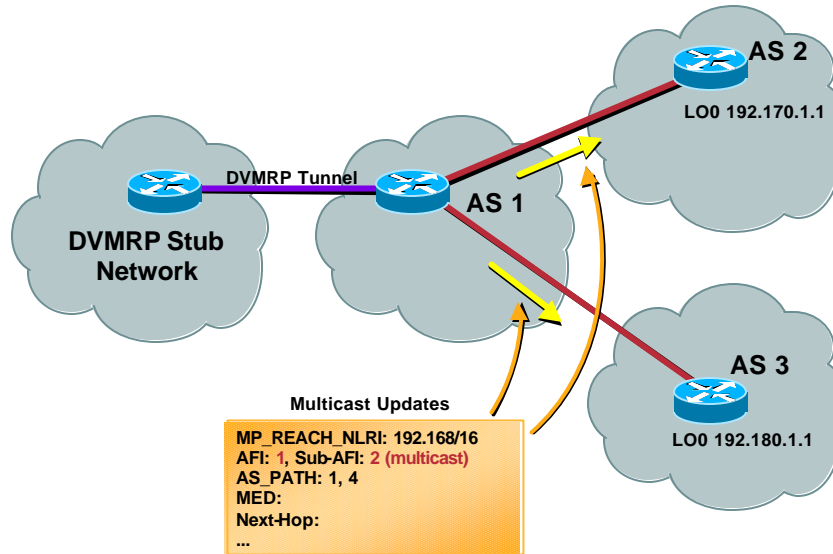 AS 2
LO0 192.170.1.1
DVMRP Tunnel
AS 1
DVMRP Stub
Network
AS 3
LO0 192.180.1.1
Multicast Updates
MP_REACH_NLRI: 192.168/16
AFI: 1, Sub-AFI: 2 (multicast)
AS_PATH: 1, 4
MED:
Next-Hop:
...